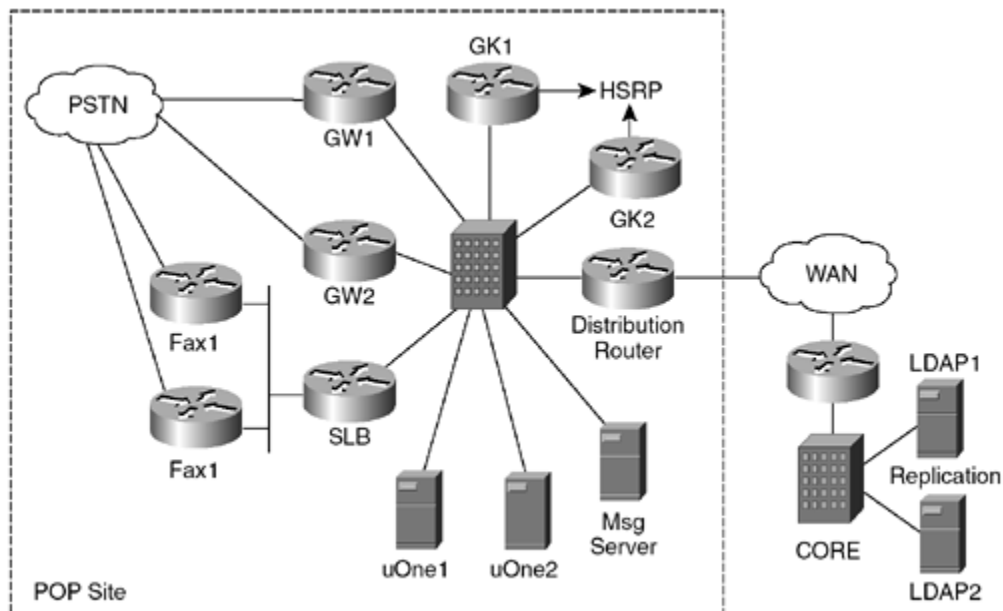 GK1
PSTN
HSRP
GW1
GK2
WAN
GW2
Distribution
Router
Fax1
LDAP1
SLB
Fax1
Replication
Msg
Server
CORE
uOne1
uOne2
POP Site
LDAP2